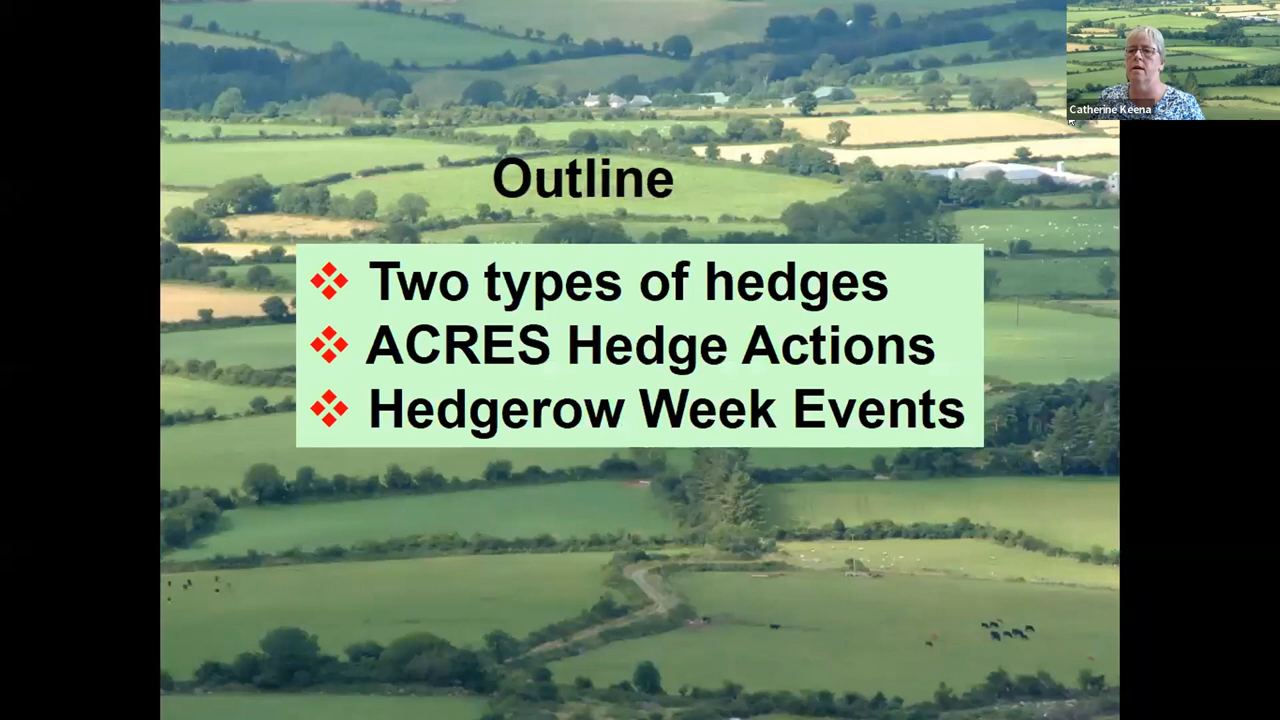 Catherine Keena
Outline
❖ Two types of hedges
❖ ACRES Hedge Actions
❖ Hedgerow Week Events